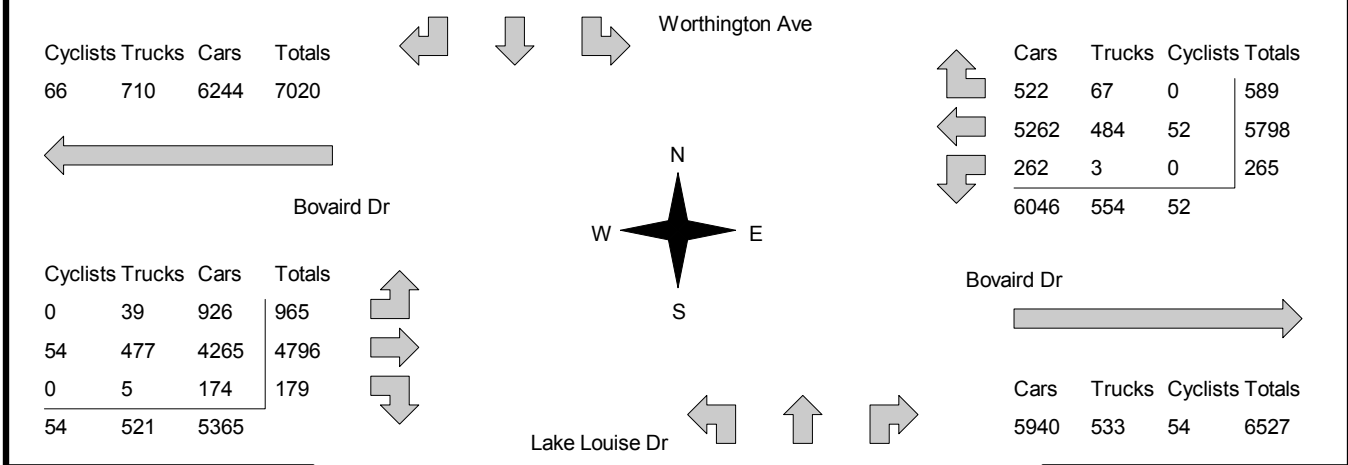 Worthington Ave
Cyclists Trucks Cars Totals
66 710 6244 7020
Cars Trucks Cyclists Totals
522 67 0 589
5262 484 52 5798
262 3 0 265
6046 554 52
Bovaird Dr
N
W E
S
Cyclists Trucks Cars Totals
0 39 926 965
54 477 4265 4796
0 5 174 179
54 521 5365
Bovaird Dr
Cars Trucks Cyclists Totals
5940 533 54 6527
Lake Louise Dr